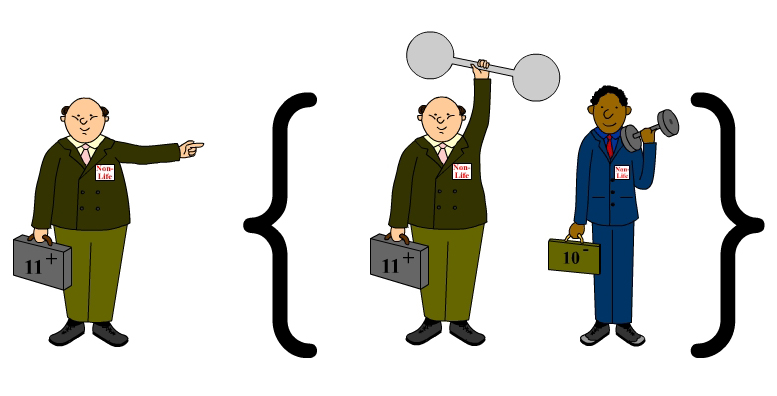 Non-
Life
11+
{
Non-
Life
11+
Non-
Life
10-
}